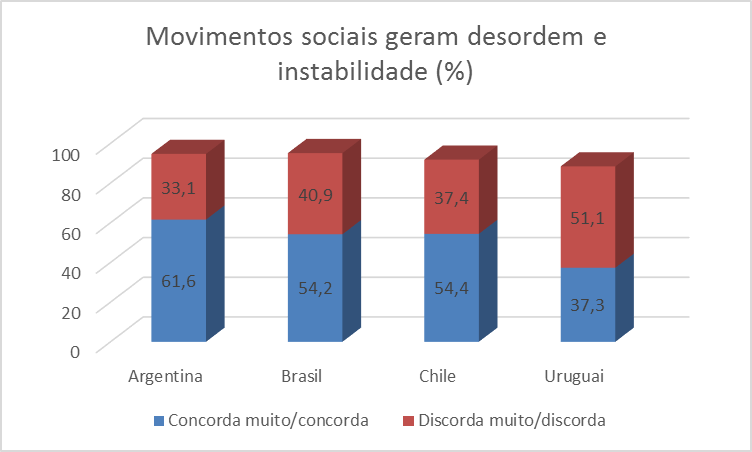 Movimentos sociais geram desordem e
instabilidade (%)
100
80
60
40
20
0
33,1
40,9
37,4
51,1
61,6
54,2
54,4
37,3
Argentina
Brasil
Chile
Uruguai
Concorda muito/concorda
Discorda muito/discorda